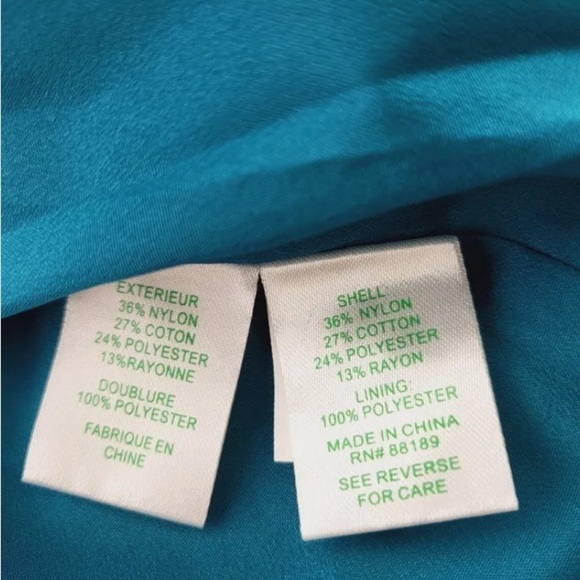 EXTERIEUR
36% NYLON
27% COTON
24% POLYESTER
13%RAYONNE
DOUBLURE
100% POLYESTER
FABRIQUE EN
CHINE
SHELL:
36% NYLON
27% COTTON
24% POLYESTER
13% RAYON
LINING:
100% POLYESTER
MADE IN CHINA
RN# 88189
SEE REVERSE
FOR CARE